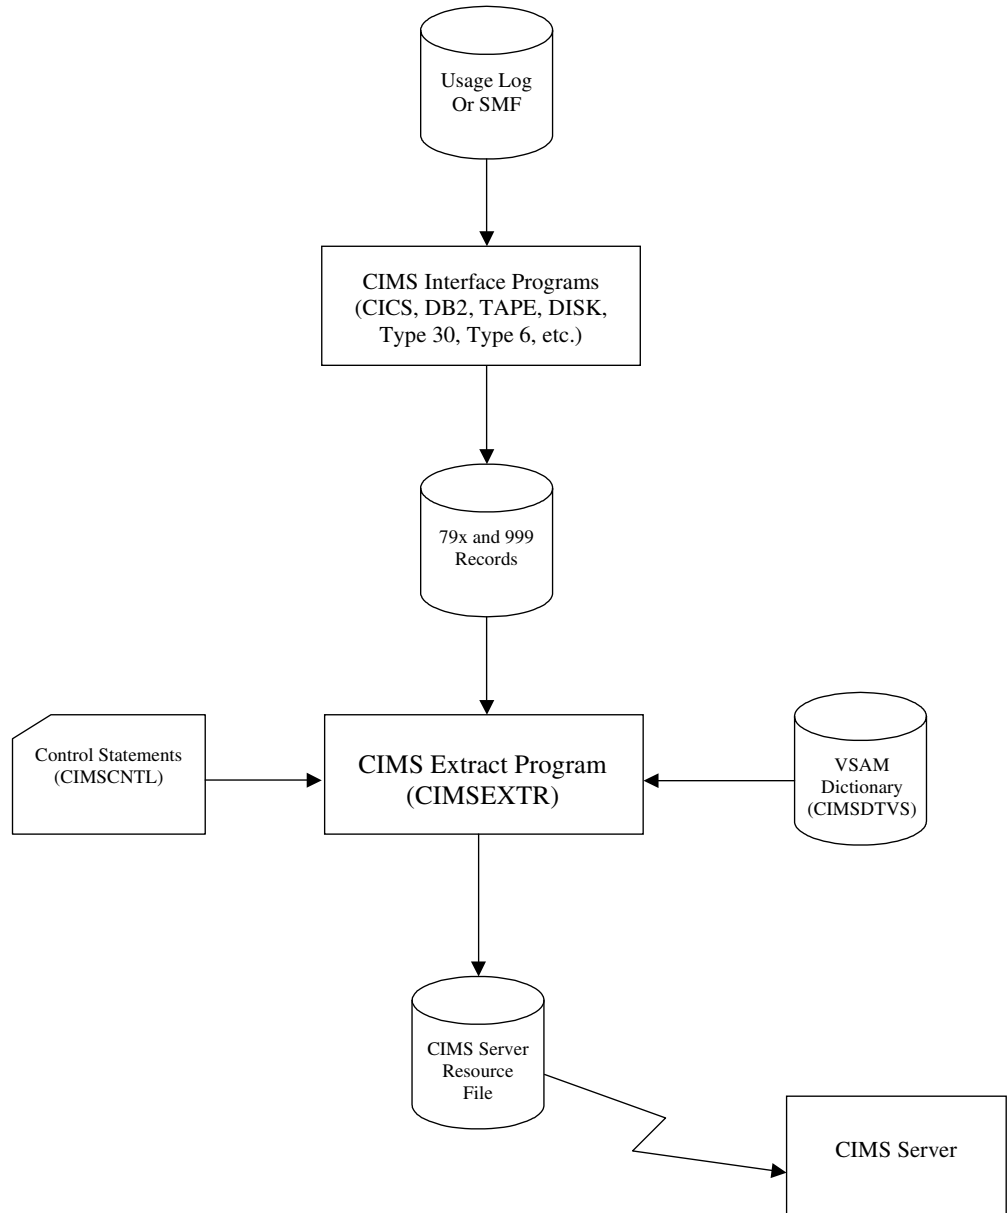 Usage Log
Or SMF
CIMS Interface Programs
(CICS, DB2, TAPE, DISK,
Type 30, Type 6, etc.)
79x and 999
Records
Control Statements
(CIMSCNTL)
CIMS Extract Program
(CIMSEXTR)
VSAM
Dictionary
(CIMSDTVS)
CIMS Server
Resource
File
CIMS Server